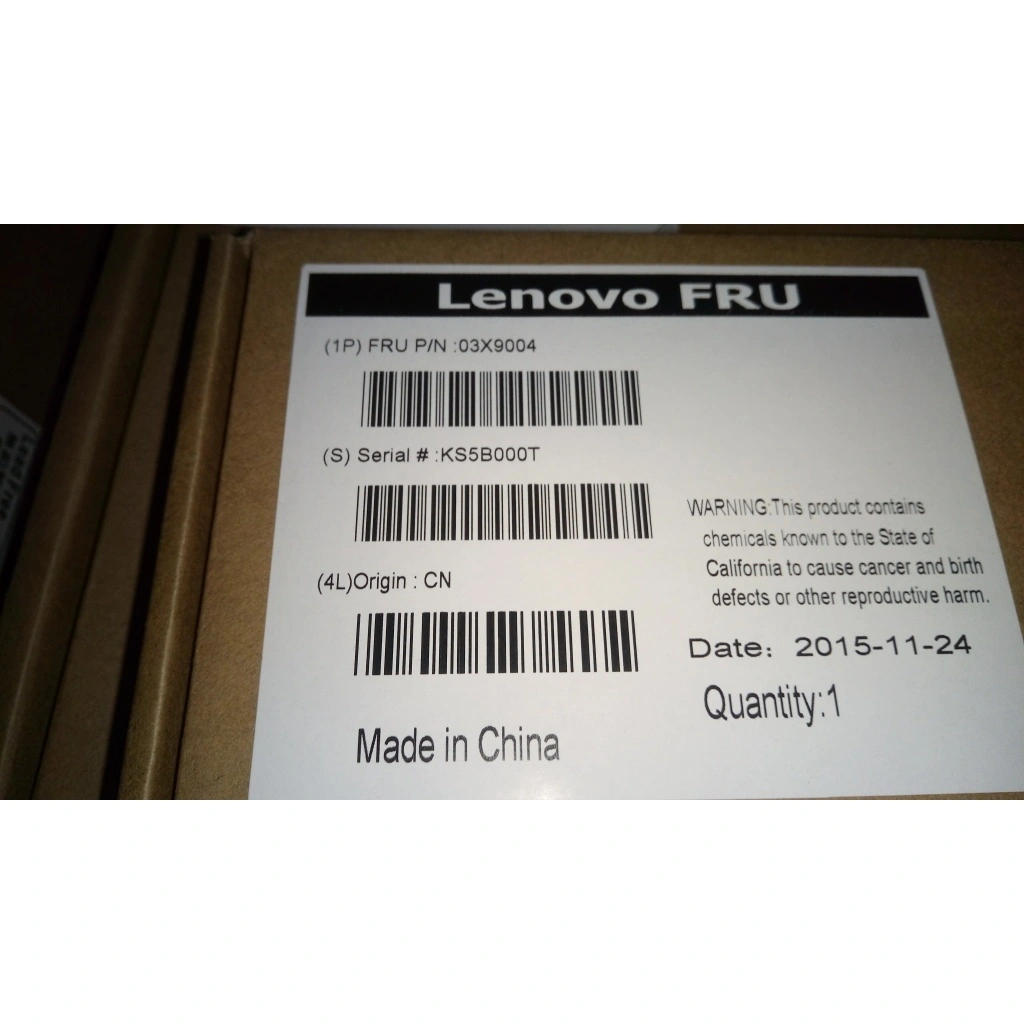 Lenovo FRU
(1P) FRU P/N :03X9004
(S) Serial # :KS5B000T
(4L)Origin : CN
Made in China
WARNING:This product contains
chemicals known to the State of
California to cause cancer and birth
defects or other reproductive harm.
Date: 2015-11-24
Quantity:1